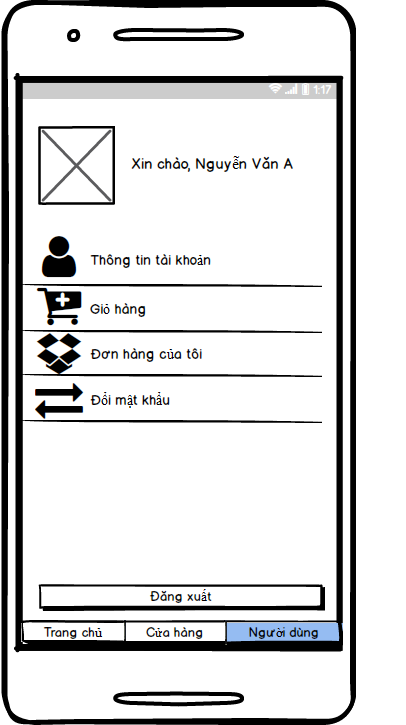 1:17
Xin chào, Nguyễn Văn A
Thông tin tài khoản
Giỏ hàng
Đơn hàng của tôi
Đổi mật khẩu
Đăng xuất
Trang chủ
Cửa hàng
Người dùng